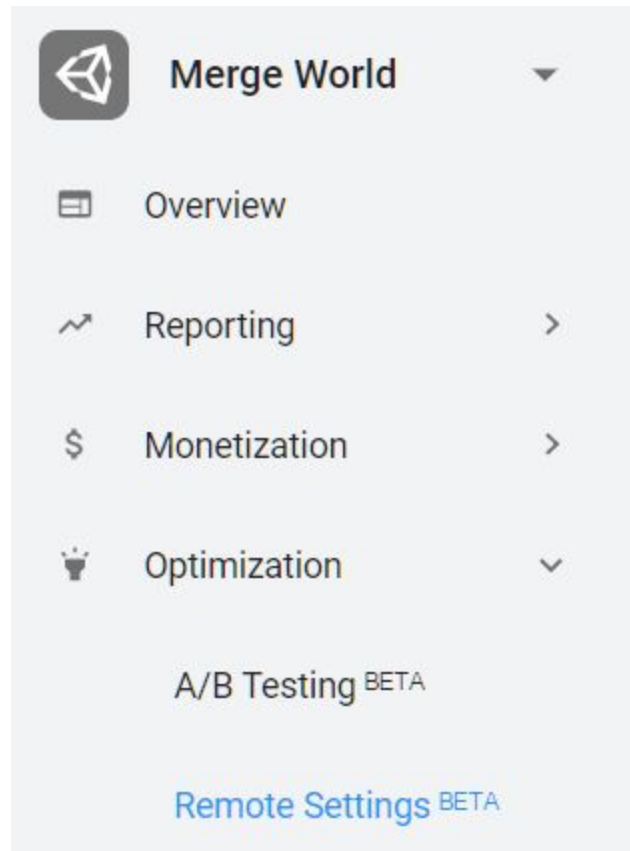 Merge World
Overview
Reporting
Monetization
Optimization
A/B Testing BETA
Remote Settings BETA